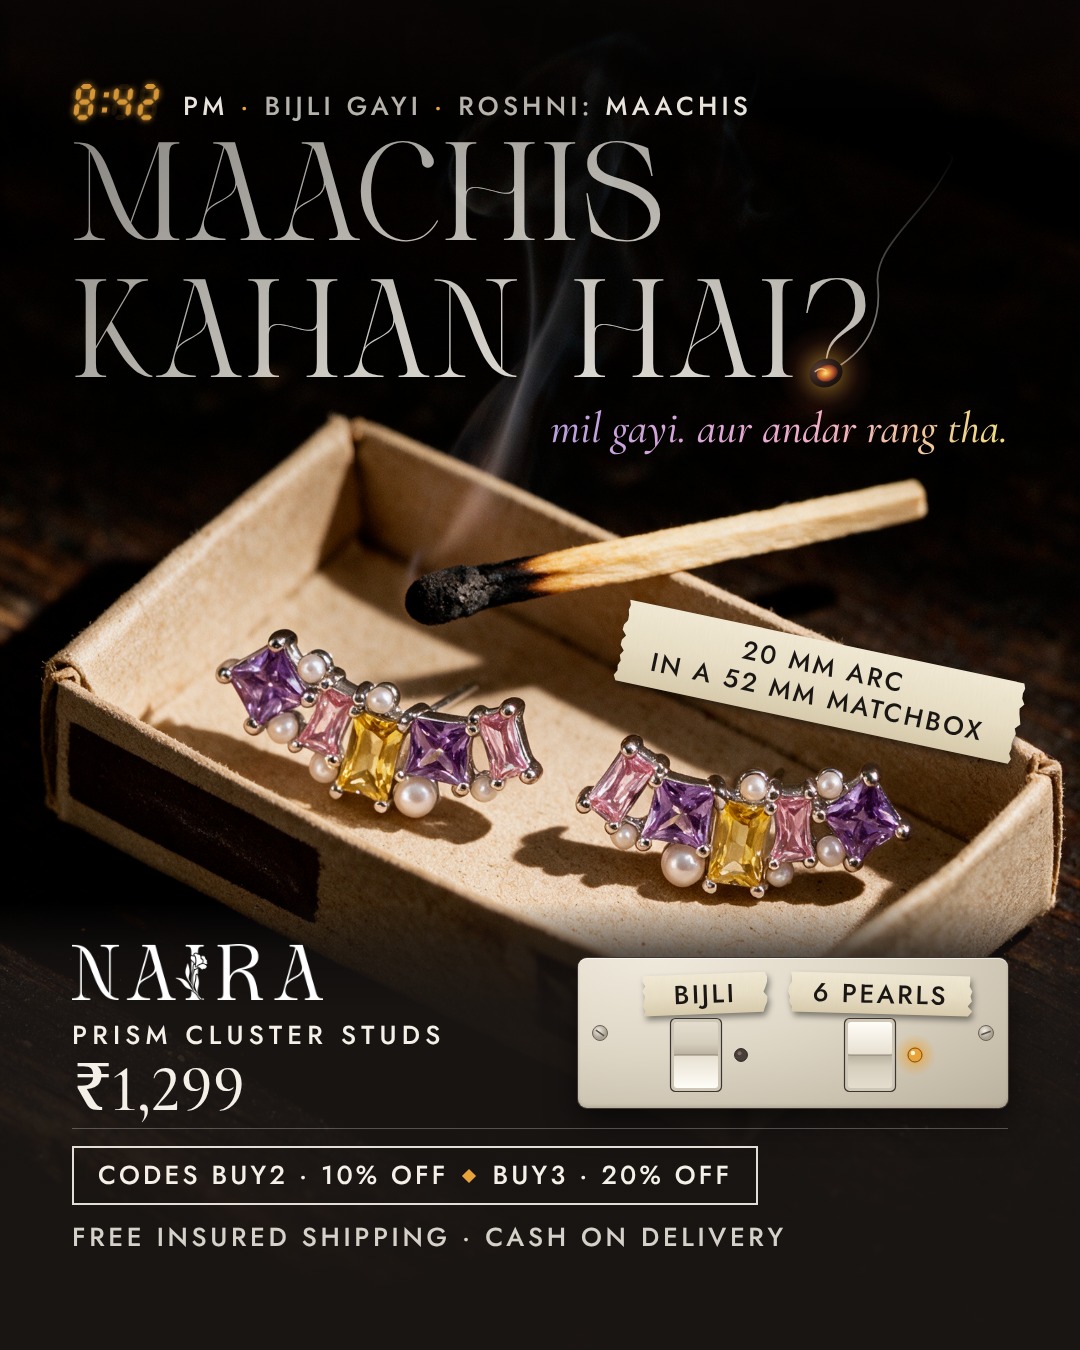 8:42 PM · BIJLI GAYI · ROSHNI: MAACHIS
MAACHIS
KAHAN HAI?
mil gayi. aur andar rang tha.
20 MM ARC
IN A 52 MM MATCHBOX
NAIRA
PRISM CLUSTER STUDS
₹1,299
BIJLI
6 PEARLS
CODES BUY2 · 10% OFF ◆ BUY3 · 20% OFF
FREE INSURED SHIPPING · CASH ON DELIVERY